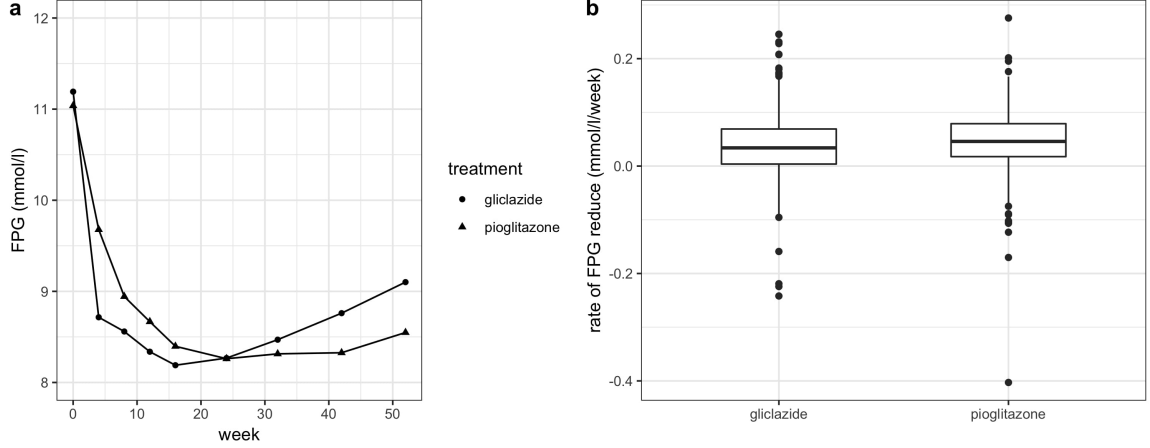 a
12
11
10
9
8
FPG (mmol/l)
0 10 20 30 40 50
week
treatment
gliclazide
pioglitazone
b
0.2
0.0
-0.2
-0.4
rate of FPG reduce (mmol/l/week)
gliclazide pioglitazone